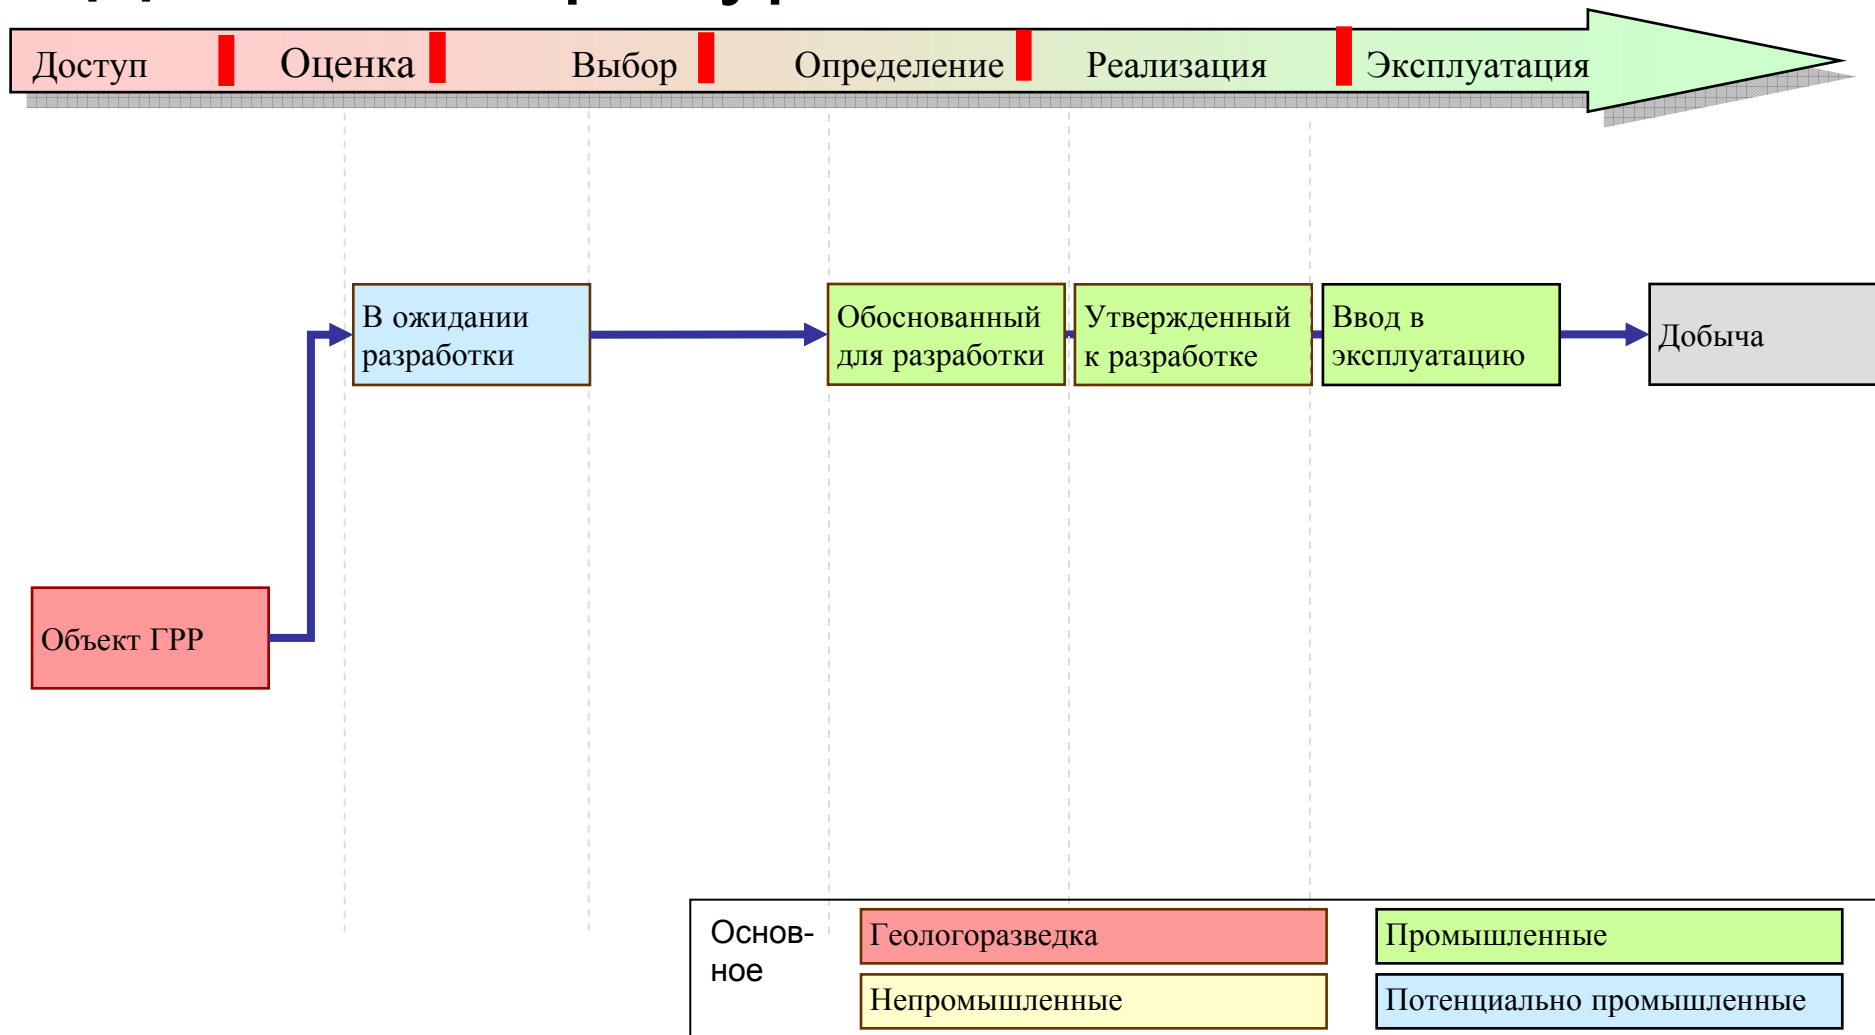 Доступ Оценка Выбор Определение Реализация Эксплуатация
В ожидании
разработки
Обоснованный
для разработки
Утвержденный
к разработке
Ввод в
эксплуатацию
Добыча
Объект ГРР
Основ-
ное
Геологоразведка
Промышленные
Непромышленные
Потенциально промышленные